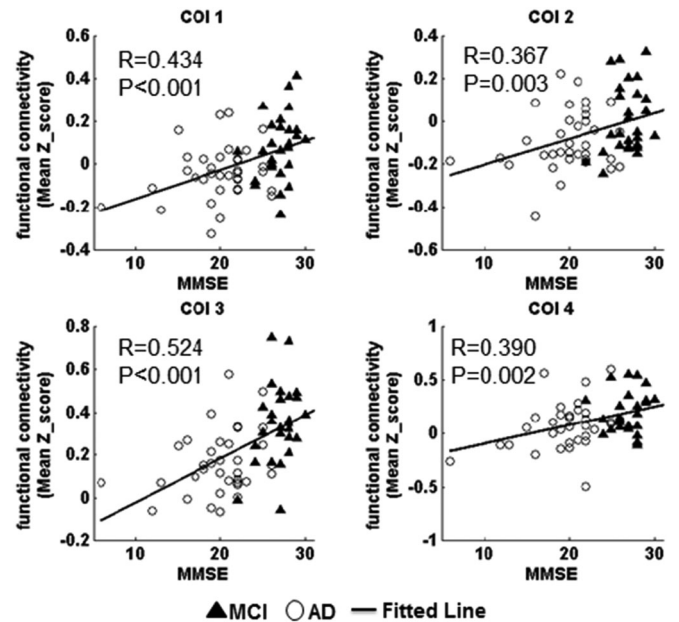 COI 1
R=0.434
P<0.001
0.6
0.4
0.2
0
-0.2
-0.4
functional connectivity
(Mean Z_score)
10
20
30
MMSE
COI 2
R=0.367
P=0.003
0.4
0.2
0
-0.2
-0.4
-0.6
functional connectivity
(Mean Z_score)
10
20
30
MMSE
COI 3
R=0.524
P<0.001
0.8
0.6
0.4
0.2
0
-0.2
functional connectivity
(Mean Z_score)
10
20
30
MMSE
COI 4
R=0.390
P=0.002
1
0.5
0
-0.5
-1
functional connectivity
(Mean Z_score)
10
20
30
MMSE
MCI AD Fitted Line